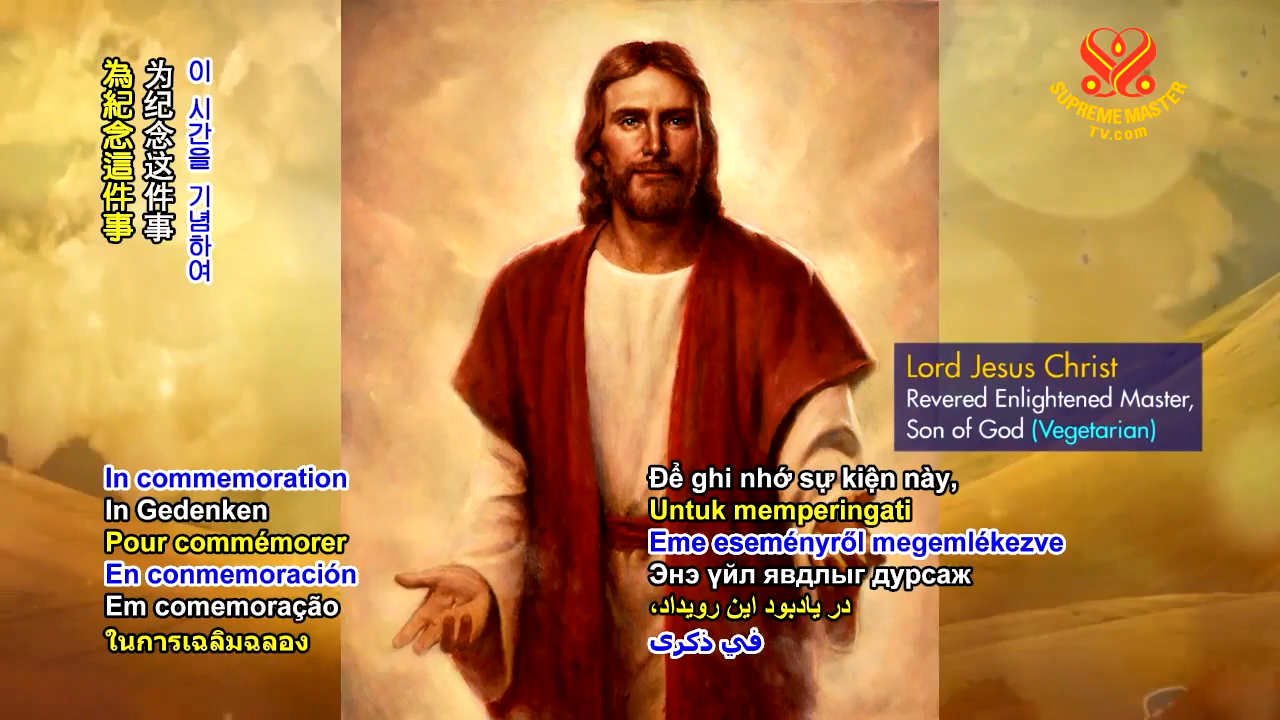 為紀念這件事
为纪念这件事
이 시간을 기념하여
SUPREME MASTER
TV.com
Lord Jesus Christ
Revered Enlightened Master,
Son of God (Vegetarian)
In commemoration
In Gedenken
Pour commémorer
En conmemoración
Em comemoração
ในการเฉลิมฉลอง
Để ghi nhớ sự kiện này,
Untuk memperingati
Eme eseményről megemlékezve
Энэ үйл явдлыг дурсаж
در یادبود این رویداد،
في ذكرى